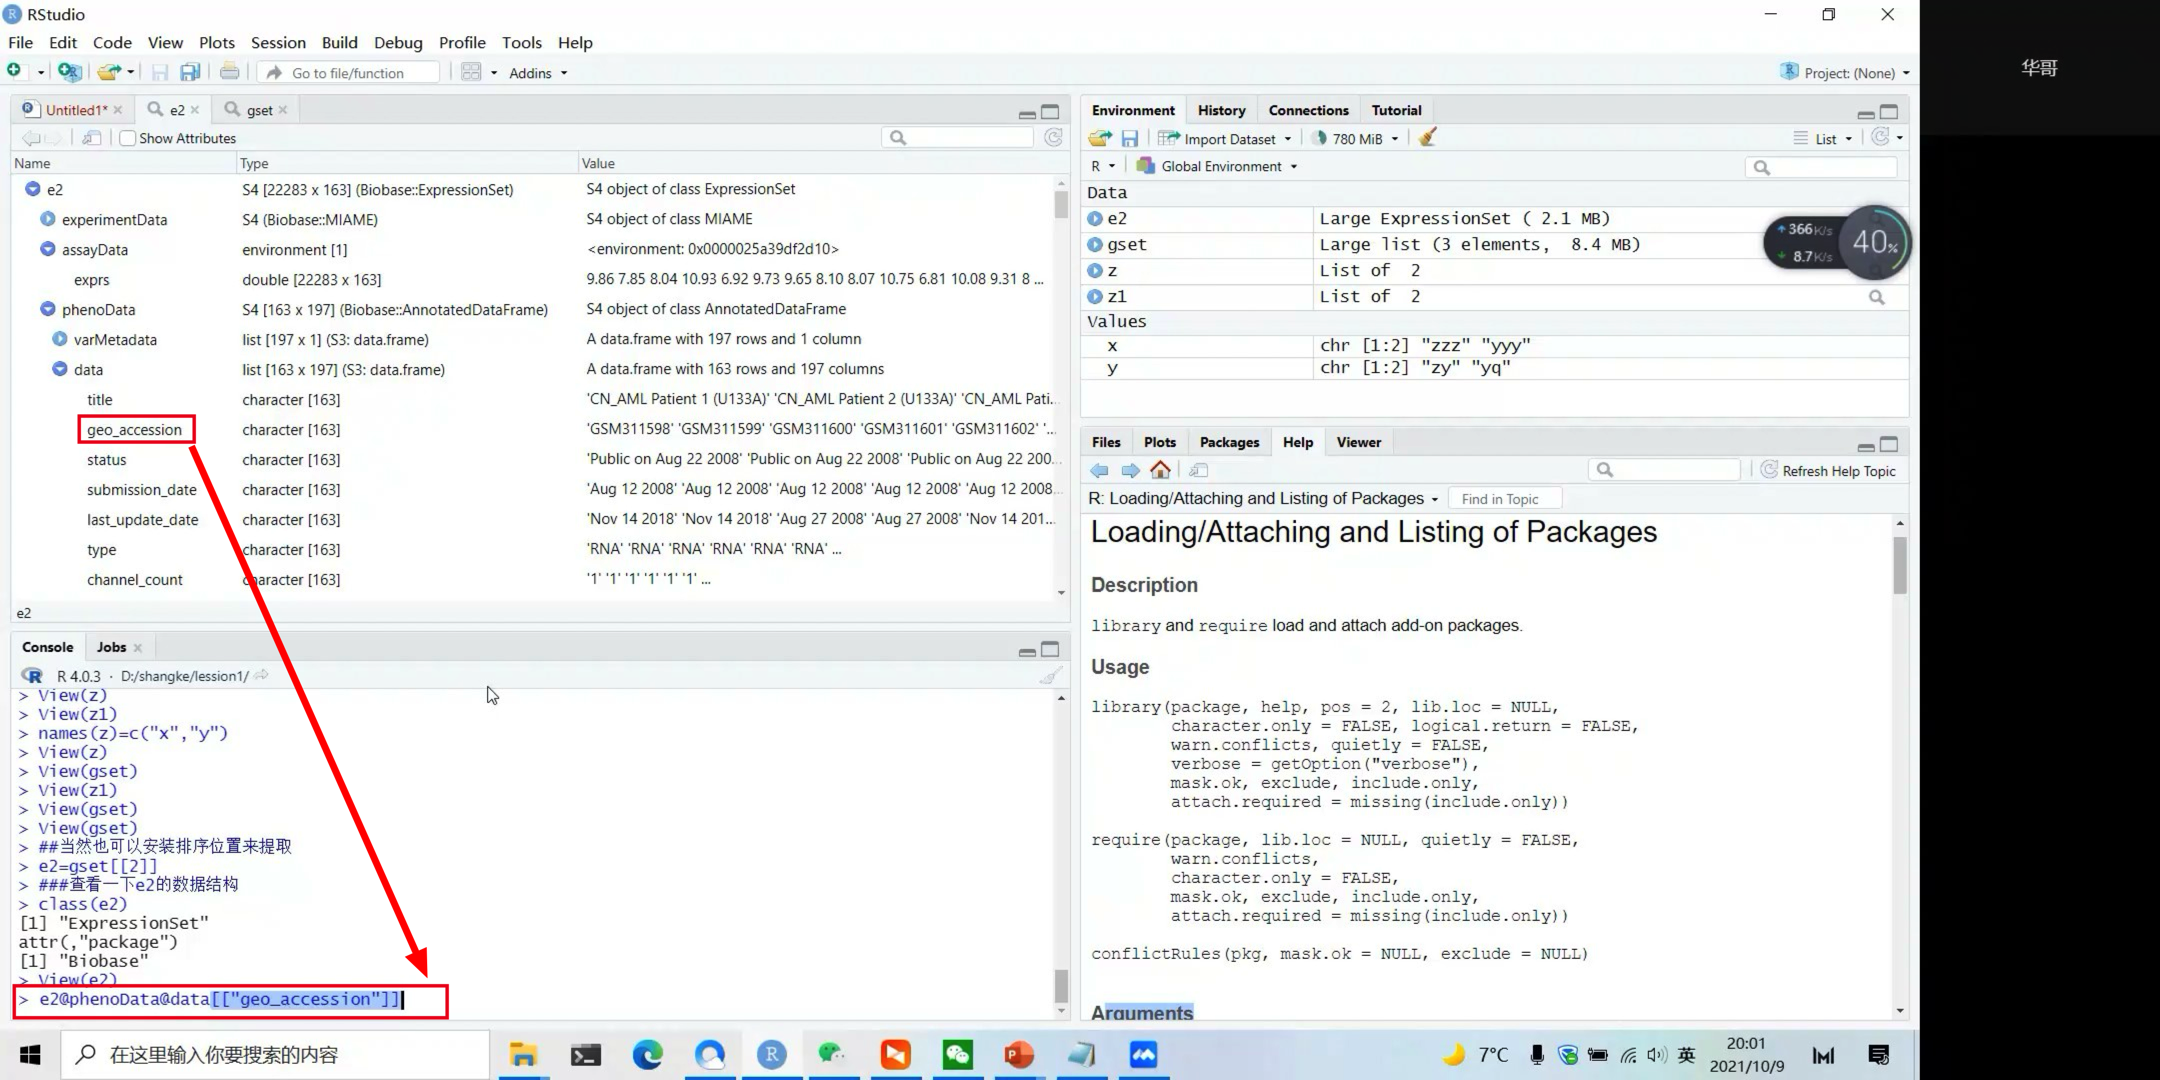 RStudio
File Edit Code View Plots Session Build Debug Profile Tools Help
Go to file/function Addins Project: (None)
华哥
Untitled1* e2 gset
Show Attributes
Name Type Value
e2 S4 [22283 x 163] (Biobase::ExpressionSet) S4 object of class ExpressionSet
experimentData S4 (Biobase::MIAME) S4 object of class MIAME
assayData environment [1] <environment: 0x0000025a39df2d10>
exprs double [22283 x 163] 9.86 7.85 8.04 10.93 6.92 9.73 9.65 8.10 8.07 10.75 6.81 10.08 9.31 8 ...
phenoData S4 [163 x 197] (Biobase::AnnotatedDataFrame) S4 object of class AnnotatedDataFrame
varMetadata list [197 x 1] (S3: data.frame) A data.frame with 197 rows and 1 column
data list [163 x 197] (S3: data.frame) A data.frame with 163 rows and 197 columns
title character [163] 'CN_AML Patient 1 (U133A)' 'CN_AML Patient 2 (U133A)' 'CN_AML Pati...
geo_accession character [163] 'GSM311598' 'GSM311599' 'GSM311600' 'GSM311601' 'GSM311602' '...
status character [163] 'Public on Aug 22 2008' 'Public on Aug 22 2008' 'Public on Aug 22 200...
submission_date character [163] 'Aug 12 2008' 'Aug 12 2008' 'Aug 12 2008' 'Aug 12 2008' 'Aug 12 2008...
last_update_date character [163] 'Nov 14 2018' 'Nov 14 2018' 'Aug 27 2008' 'Aug 27 2008' 'Nov 14 201...
type character [163] 'RNA' 'RNA' 'RNA' 'RNA' 'RNA' 'RNA' ...
channel_count character [163] '1' '1' '1' '1' '1' '1' ...
e2
Console Jobs
R 4.0.3 · D:/shangke/lession1/
> View(z)
> View(z1)
> names(z)=c("x","y")
> View(z)
> View(gset)
> View(z1)
> View(gset)
> View(gset)
> ##当然也可以安装排序位置来提取
> e2=gset[[2]]
> ###查看一下e2的数据结构
> class(e2)
[1] "ExpressionSet"
attr(,"package")
[1] "Biobase"
> View(e2)
> e2@phenoData@data[["geo_accession"]]
Environment History Connections Tutorial
Import Dataset 780 MiB List
R Global Environment
Data
e2 Large ExpressionSet ( 2.1 MB)
gset Large list (3 elements, 8.4 MB)
z List of 2
z1 List of 2
Values
x chr [1:2] "zzz" "yyy"
y chr [1:2] "zy" "yq"
366K/s
8.7K/s
40%
Files Plots Packages Help Viewer
Refresh Help Topic
R: Loading/Attaching and Listing of Packages Find in Topic
Loading/Attaching and Listing of Packages
Description
library and require load and attach add-on packages.
Usage
library(package, help, pos = 2, lib.loc = NULL,
character.only = FALSE, logical.return = FALSE,
warn.conflicts, quietly = FALSE,
verbose = getOption("verbose"),
mask.ok, exclude, include.only,
attach.required = missing(include.only))
require(package, lib.loc = NULL, quietly = FALSE,
warn.conflicts,
character.only = FALSE,
mask.ok, exclude, include.only,
attach.required = missing(include.only))
conflictRules(pkg, mask.ok = NULL, exclude = NULL)
Arguments
在这里输入你要搜索的内容
7°C 英 20:01
2021/10/9